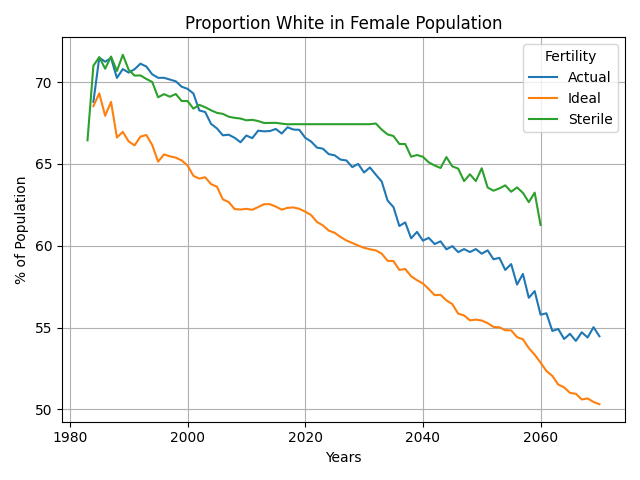 Proportion White in Female Population
Fertility
Actual
Ideal
Sterile
% of Population
70
65
60
55
50
1980
2000
2020
2040
2060
Years